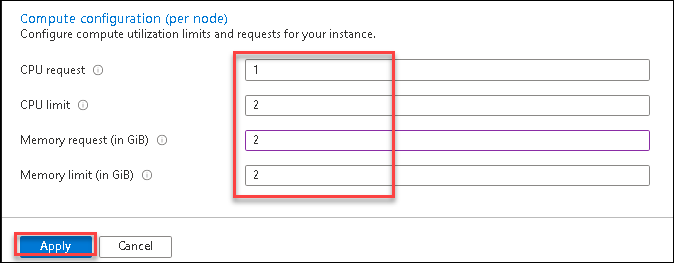 Compute configuration (per node)
Configure compute utilization limits and requests for your instance.
CPU request 1
CPU limit 2
Memory request (in GiB) 2
Memory limit (in GiB) 2
Apply Cancel